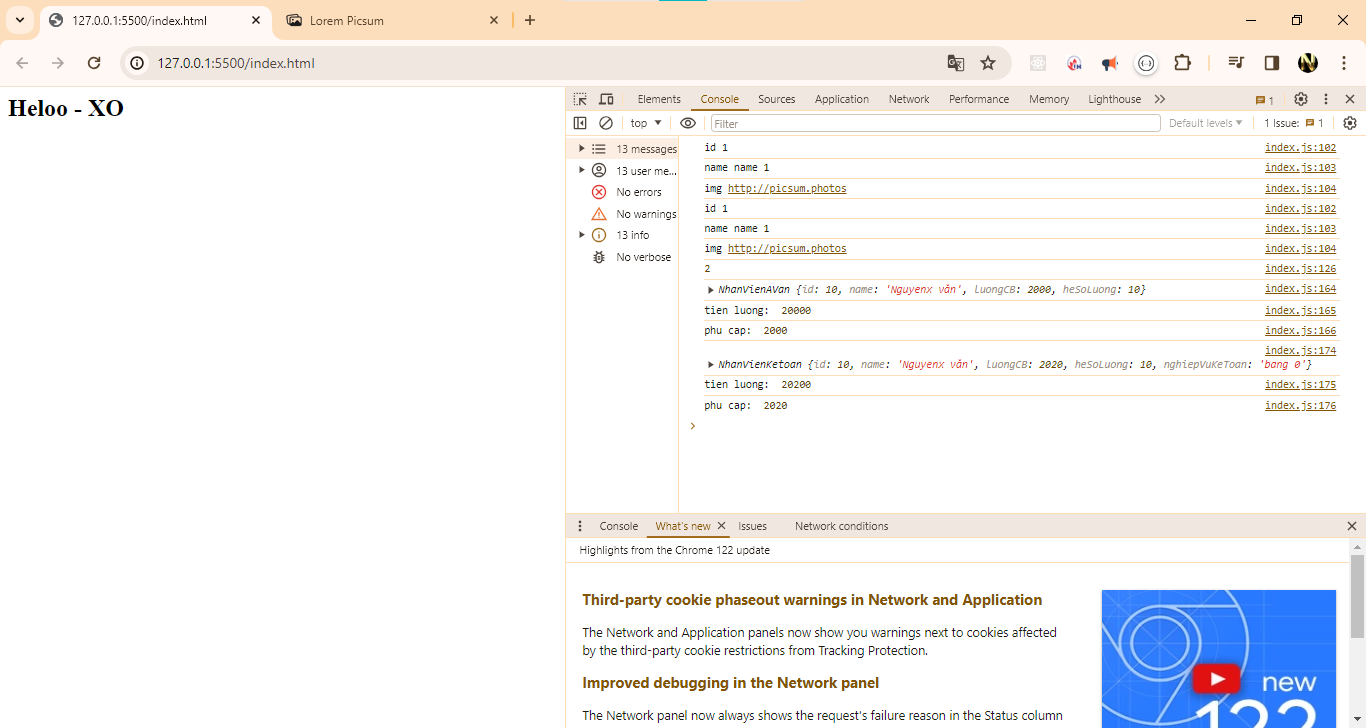 127.0.0.1:5500/index.html
Lorem Picsum
127.0.0.1:5500/index.html
Heloo - XO
Elements Console Sources Application Network Performance Memory Lighthouse 1
top Filter Default levels 1 Issue: 1
13 messages
13 user me...
No errors
No warnings
13 info
No verbose
id 1 index.js:102
name name 1 index.js:103
img http://picsum.photos index.js:104
id 1 index.js:102
name name 1 index.js:103
img http://picsum.photos index.js:104
2 index.js:126
NhanVienAVan {id: 10, name: 'Nguyenx văn', luongCB: 2000, heSoLuong: 10} index.js:164
tien luong:  20000 index.js:165
phu cap:  2000 index.js:166
index.js:174
NhanVienKetoan {id: 10, name: 'Nguyenx văn', luongCB: 2020, heSoLuong: 10, nghiepVuKeToan: 'bang 0'}
tien luong:  20200 index.js:175
phu cap:  2020 index.js:176
Console What's new Issues Network conditions
Highlights from the Chrome 122 update
Third-party cookie phaseout warnings in Network and Application
The Network and Application panels now show you warnings next to cookies affected
by the third-party cookie restrictions from Tracking Protection.
Improved debugging in the Network panel
The Network panel now always shows the request's failure reason in the Status column
new
122